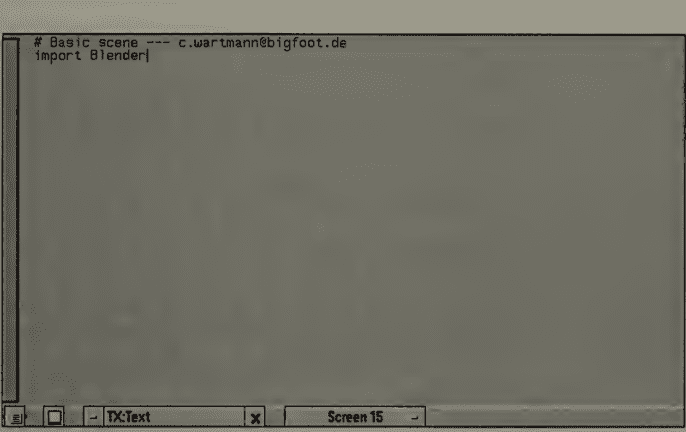 # Basic scene --- c.wartmann@bigfoot.de
import Blender
TX:Text
X
Screen 15